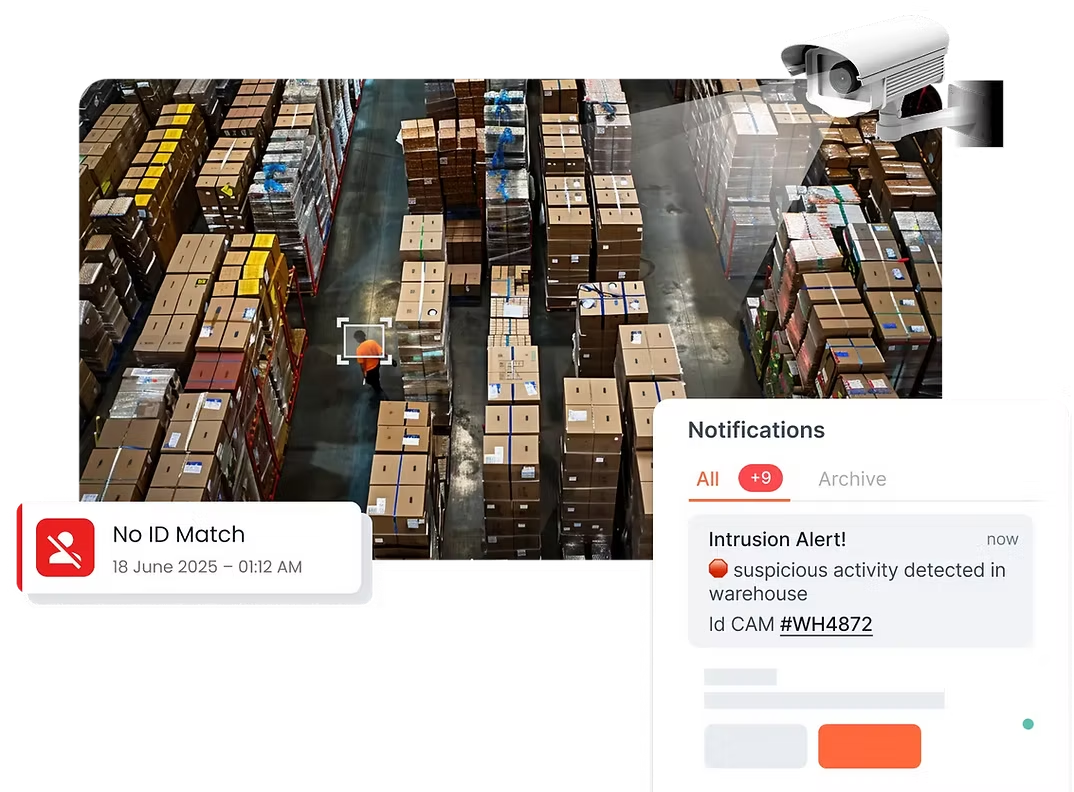 No ID Match
18 June 2025 – 01:12 AM
Notifications
All +9 Archive
Intrusion Alert! now
🛑 suspicious activity detected in
warehouse
Id CAM #WH4872